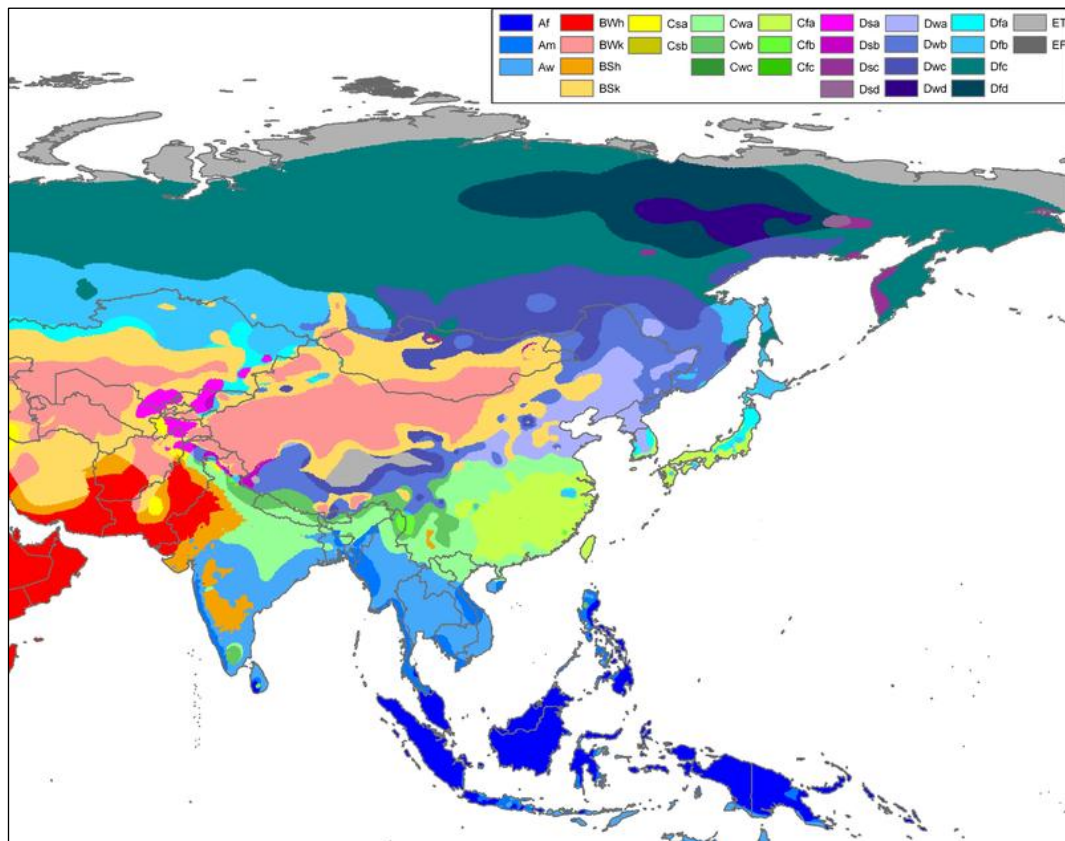 Af BWh Csa Cwa Cfa Dsa Dwa Dfa ET
Am BWk Csb Cwb Cfb Dsb Dwb Dfb EF
Aw BSh Cwc Cfc Dsc Dwc Dfc
BSk Dsd Dwd Dfd